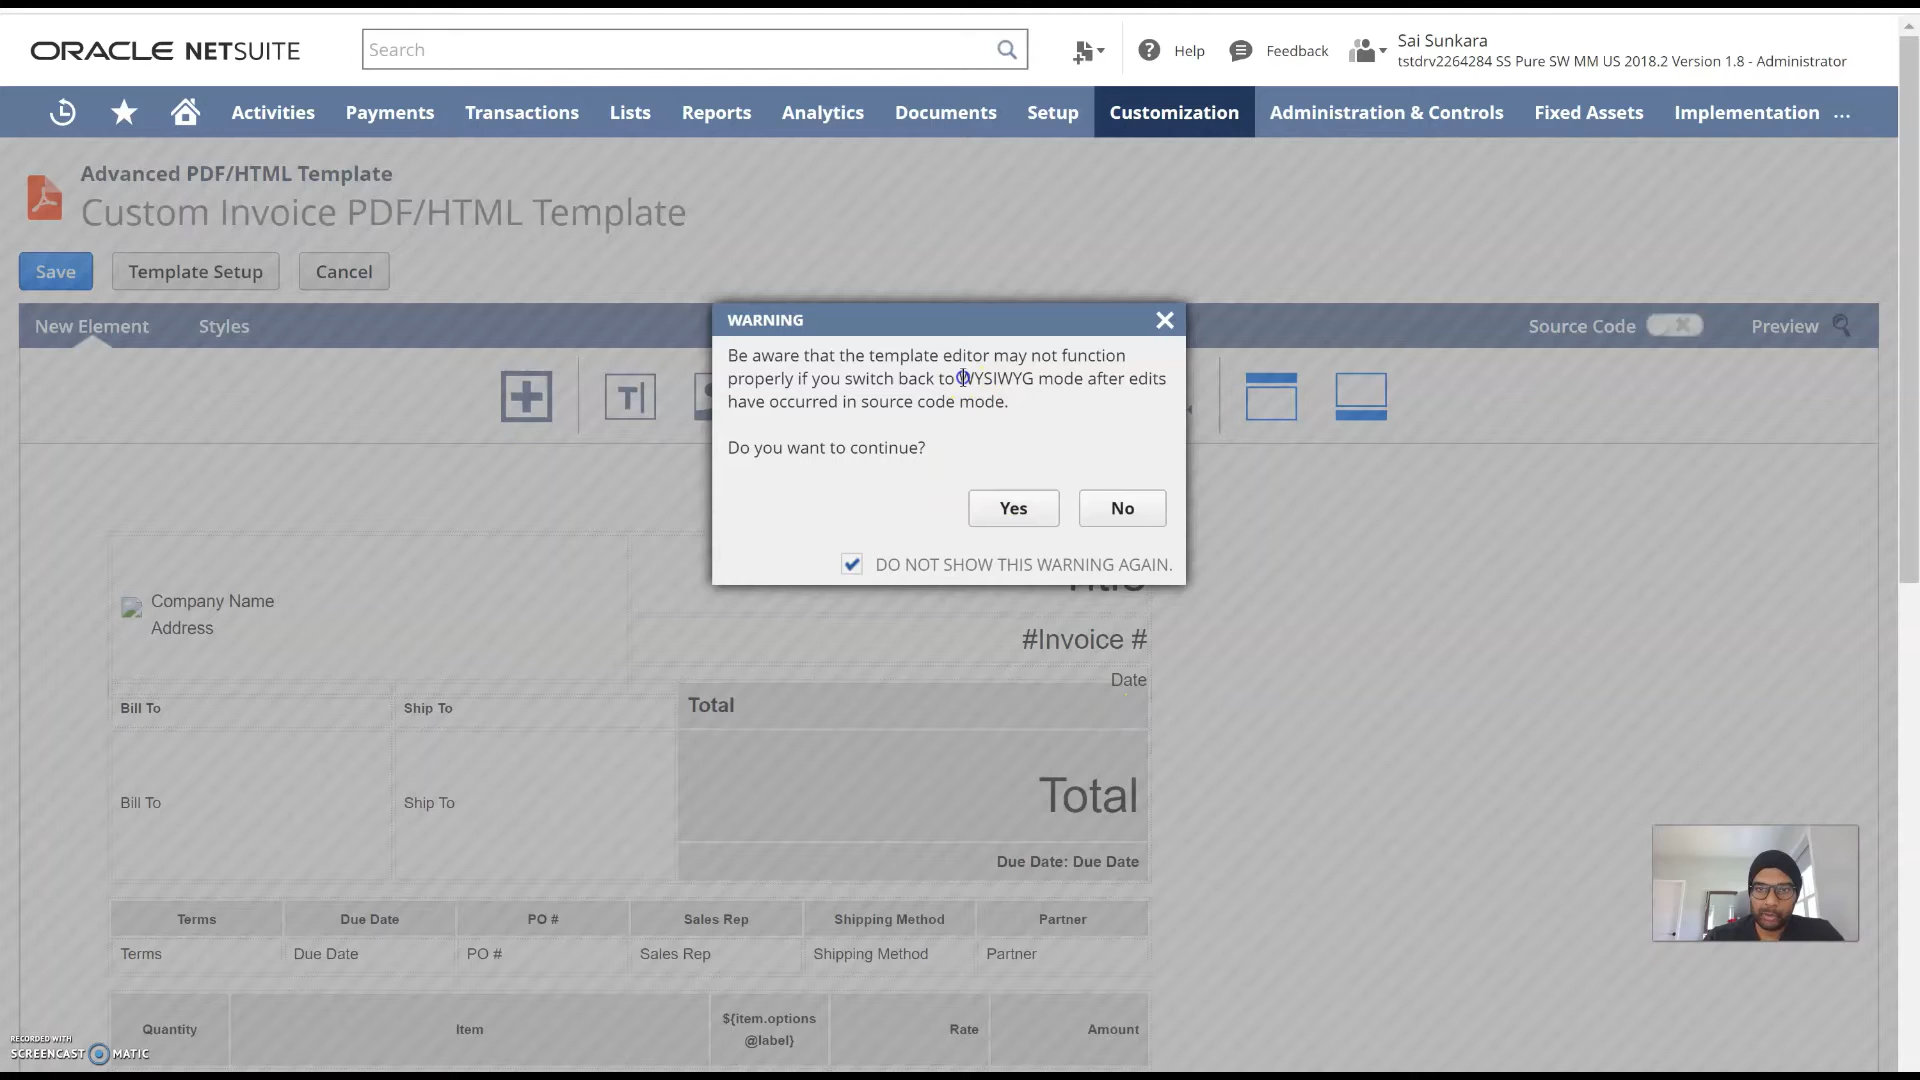 ORACLE NETSUITE
Search
Help
Feedback
Sai Sunkara
tstdrv2264284 SS Pure SW MM US 2018.2 Version 1.8 - Administrator
Activities
Payments
Transactions
Lists
Reports
Analytics
Documents
Setup
Customization
Administration & Controls
Fixed Assets
Implementation
...
Advanced PDF/HTML Template
Custom Invoice PDF/HTML Template
Save
Template Setup
Cancel
New Element
Styles
Source Code
Preview
WARNING
Be aware that the template editor may not function
properly if you switch back to WYSIWYG mode after edits
have occurred in source code mode.
Do you want to continue?
Yes
No
DO NOT SHOW THIS WARNING AGAIN.
Company Name
Address
Title
#Invoice #
Date
Bill To
Ship To
Total
Bill To
Ship To
Total
Due Date: Due Date
Terms
Due Date
PO #
Sales Rep
Shipping Method
Partner
Terms
Due Date
PO #
Sales Rep
Shipping Method
Partner
Quantity
Item
${item.options
@label}
Rate
Amount
RECORDED WITH
SCREENCAST MATIC